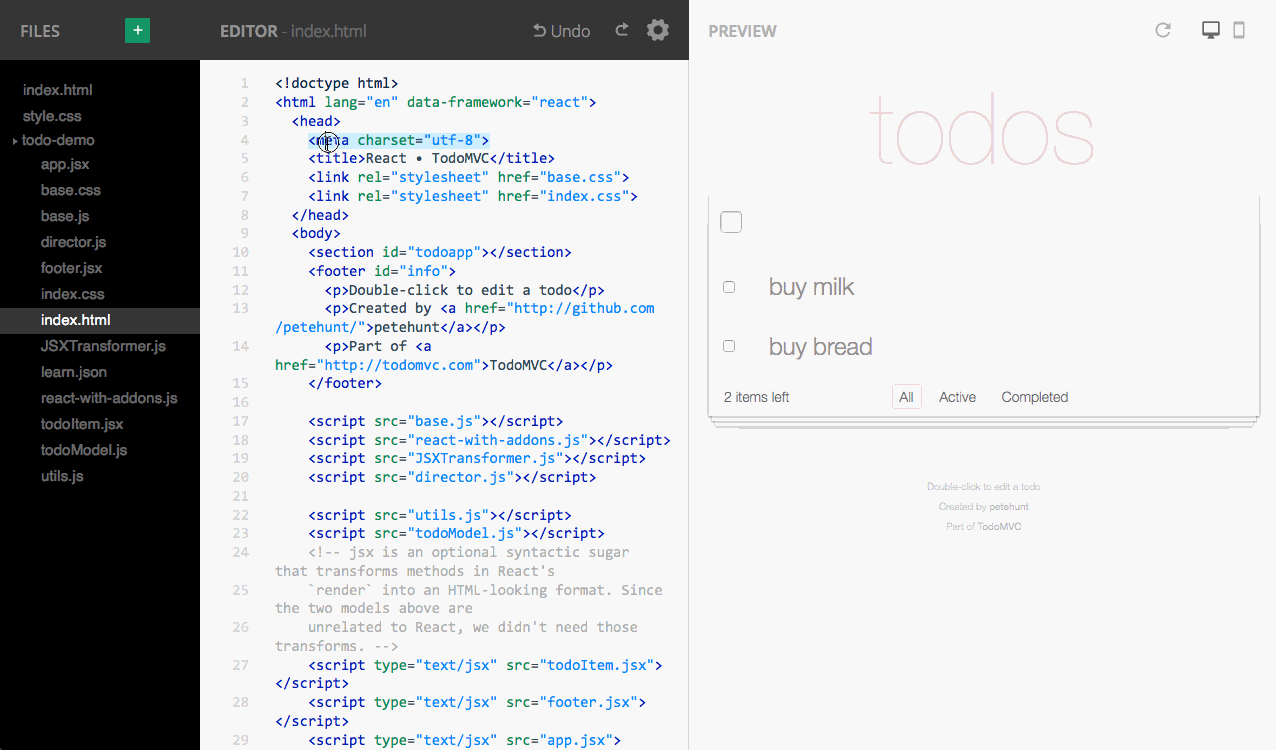 FILES
+
EDITOR - index.html
Undo
PREVIEW
index.html
style.css
todo-demo
app.jsx
base.css
base.js
director.js
footer.jsx
index.css
index.html
JSXTransformer.js
learn.json
react-with-addons.js
todoItem.jsx
todoModel.js
utils.js
1 <!doctype html>
2 <html lang="en" data-framework="react">
3 <head>
4 <meta charset="utf-8">
5 <title>React • TodoMVC</title>
6 <link rel="stylesheet" href="base.css">
7 <link rel="stylesheet" href="index.css">
8 </head>
9 <body>
10 <section id="todoapp"></section>
11 <footer id="info">
12 <p>Double-click to edit a todo</p>
13 <p>Created by <a href="http://github.com
/petehunt/">petehunt</a></p>
14 <p>Part of <a
href="http://todomvc.com">TodoMVC</a></p>
15 </footer>
16
17 <script src="base.js"></script>
18 <script src="react-with-addons.js"></script>
19 <script src="JSXTransformer.js"></script>
20 <script src="director.js"></script>
21
22 <script src="utils.js"></script>
23 <script src="todoModel.js"></script>
24 <!-- jsx is an optional syntactic sugar
that transforms methods in React's
25 `render` into an HTML-looking format. Since
the two models above are
26 unrelated to React, we didn't need those
transforms. -->
27 <script type="text/jsx" src="todoItem.jsx">
</script>
28 <script type="text/jsx" src="footer.jsx">
</script>
29 <script type="text/jsx" src="app.jsx">
todos
buy milk
buy bread
2 items left
All
Active
Completed
Double-click to edit a todo
Created by petehunt
Part of TodoMVC